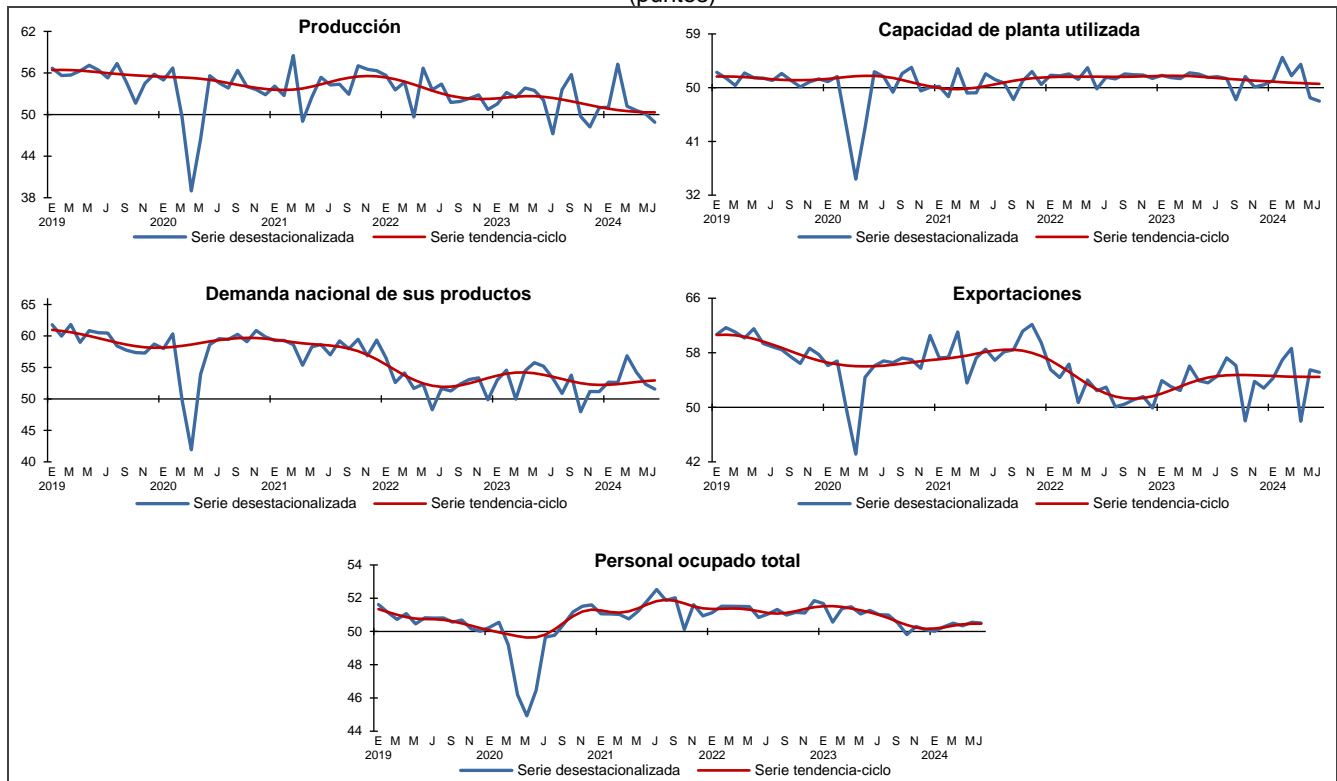 (puntos)
Producción
62
56
50
44
38
E M M J S N E M M J S N E M M J S N E M M J S N E M M J S N E M MJ
2019 2020 2021 2022 2023 2024
Serie desestacionalizada Serie tendencia-ciclo
Capacidad de planta utilizada
59
50
41
32
E M M J S N E M M J S N E M M J S N E M M J S N E M M J S N E M MJ
2019 2020 2021 2022 2023 2024
Serie desestacionalizada Serie tendencia-ciclo
Demanda nacional de sus productos
65
60
55
50
45
40
E M M J S N E M M J S N E M M J S N E M M J S N E M M J S N E M MJ
2019 2020 2021 2022 2023 2024
Serie desestacionalizada Serie tendencia-ciclo
Exportaciones
66
58
50
42
E M M J S N E M M J S N E M M J S N E M M J S N E M M J S N E M MJ
2019 2020 2021 2022 2023 2024
Serie desestacionalizada Serie tendencia-ciclo
Personal ocupado total
54
52
50
48
46
44
E M M J S N E M M J S N E M M J S N E M M J S N E M M J S N E M MJ
2019 2020 2021 2022 2023 2024
Serie desestacionalizada Serie tendencia-ciclo